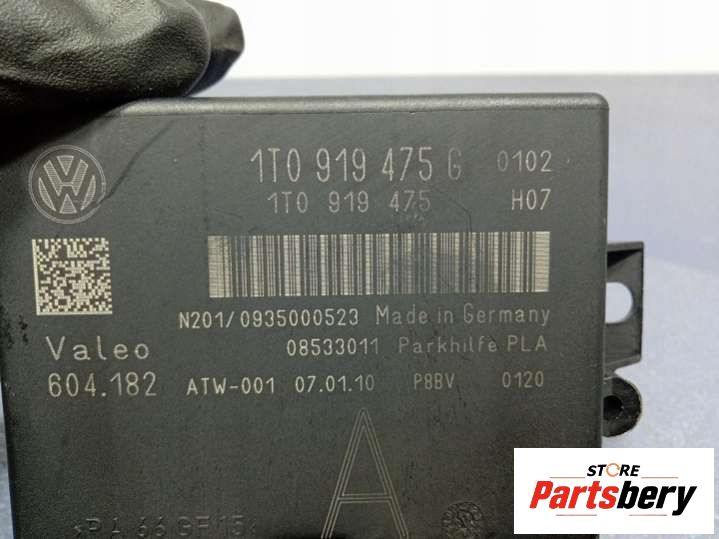 1T0 919 475 G 0102
1T0 919 475 H07
N201/0935000523 Made in Germany
Valeo 08533011 Parkhilfe PLA
604.182 ATW-001 07.01.10 P8BV 0120
A
STORE
Partsbery